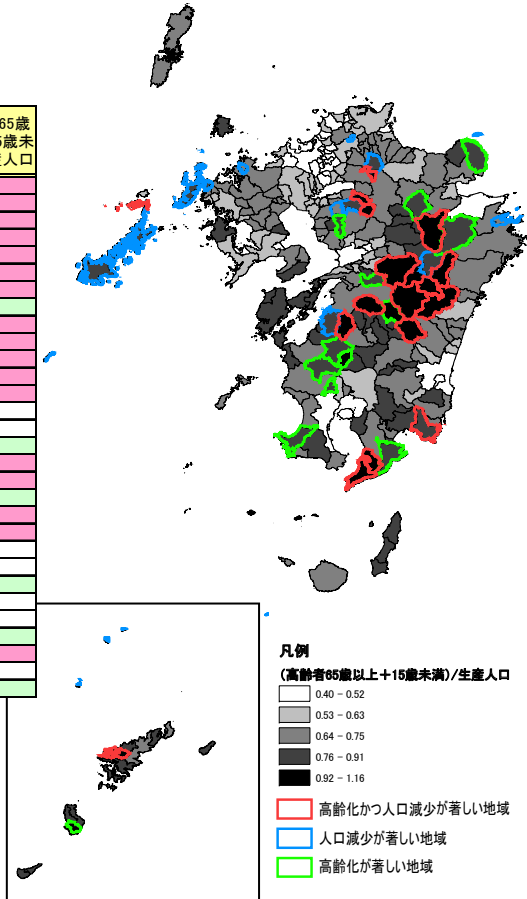 65歳
5歳未
産人口
凡例
(高齢者65歳以上+15歳未満)/生産人口
0.40 - 0.52
0.53 - 0.63
0.64 - 0.75
0.76 - 0.91
0.92 - 1.16
高齢化かつ人口減少が著しい地域
人口減少が著しい地域
高齢化が著しい地域